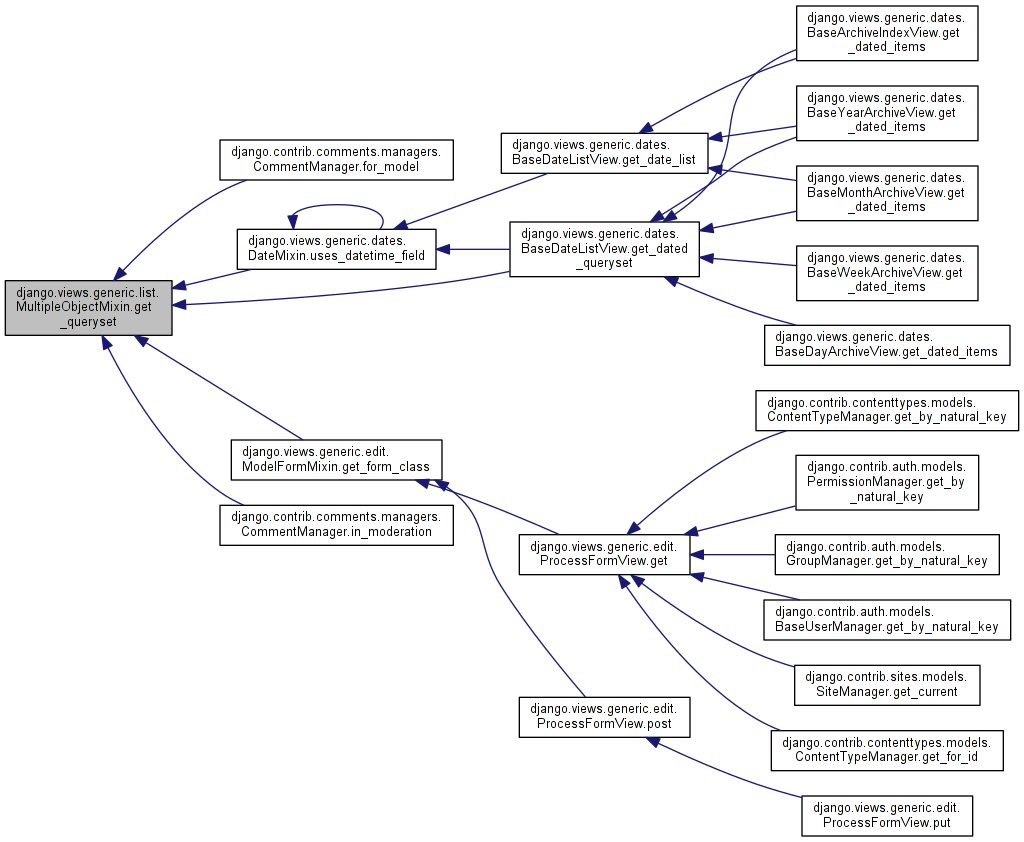 django.views.generic.dates.
BaseArchiveIndexView.get
_dated_items
django.views.generic.dates.
BaseYearArchiveView.get
_dated_items
django.contrib.comments.managers.
CommentManager.for_model
django.views.generic.dates.
BaseDateListView.get_date_list
django.views.generic.dates.
BaseMonthArchiveView.get
_dated_items
django.views.generic.dates.
DateMixin.uses_datetime_field
django.views.generic.dates.
BaseDateListView.get_dated
_queryset
django.views.generic.dates.
BaseWeekArchiveView.get
_dated_items
django.views.generic.list.
MultipleObjectMixin.get
_queryset
django.views.generic.dates.
BaseDayArchiveView.get_dated_items
django.contrib.contenttypes.models.
ContentTypeManager.get_by_natural_key
django.views.generic.edit.
ModelFormMixin.get_form_class
django.contrib.auth.models.
PermissionManager.get_by
_natural_key
django.contrib.comments.managers.
CommentManager.in_moderation
django.views.generic.edit.
ProcessFormView.get
django.contrib.auth.models.
GroupManager.get_by_natural_key
django.contrib.auth.models.
BaseUserManager.get_by_natural_key
django.contrib.sites.models.
SiteManager.get_current
django.views.generic.edit.
ProcessFormView.post
django.contrib.contenttypes.models.
ContentTypeManager.get_for_id
django.views.generic.edit.
ProcessFormView.put